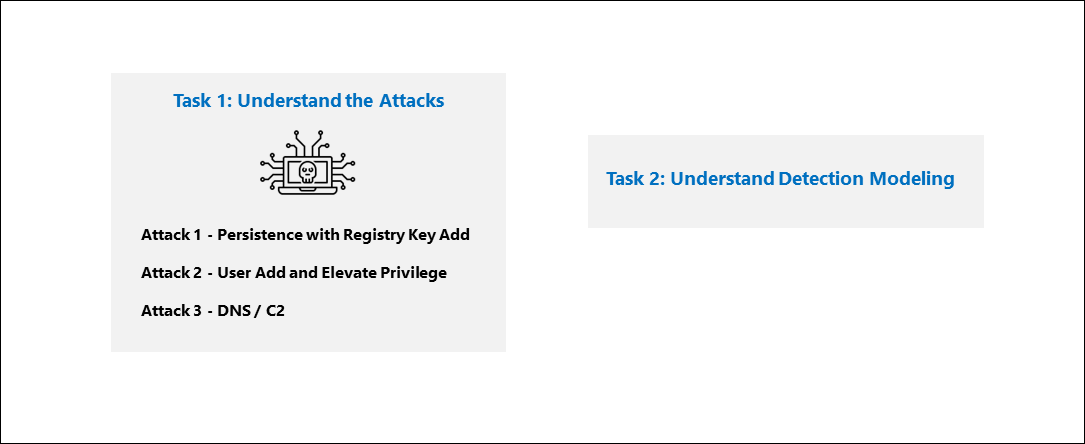 Task 1: Understand the Attacks
Attack 1 - Persistence with Registry Key Add
Attack 2 - User Add and Elevate Privilege
Attack 3 - DNS / C2
Task 2: Understand Detection Modeling